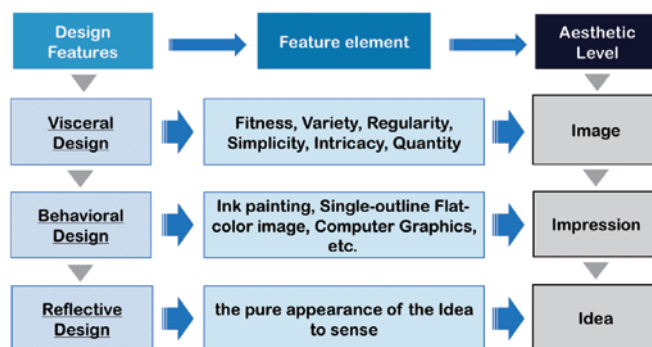 Design
Features
Feature element
Aesthetic
Level
Visceral
Design
Fitness, Variety, Regularity,
Simplicity, Intricacy, Quantity
Image
Behavioral
Design
Ink painting, Single-outline Flat-
color image, Computer Graphics,
etc.
Impression
Reflective
Design
the pure appearance of the Idea
to sense
Idea